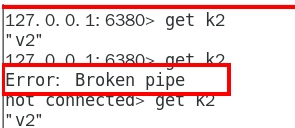 127. 0. 0. 1: 6380> get k2
"v2"
127. 0. 0. 1: 6380> get k2
Error: Broken pipe
not connected> get k2
"v2"